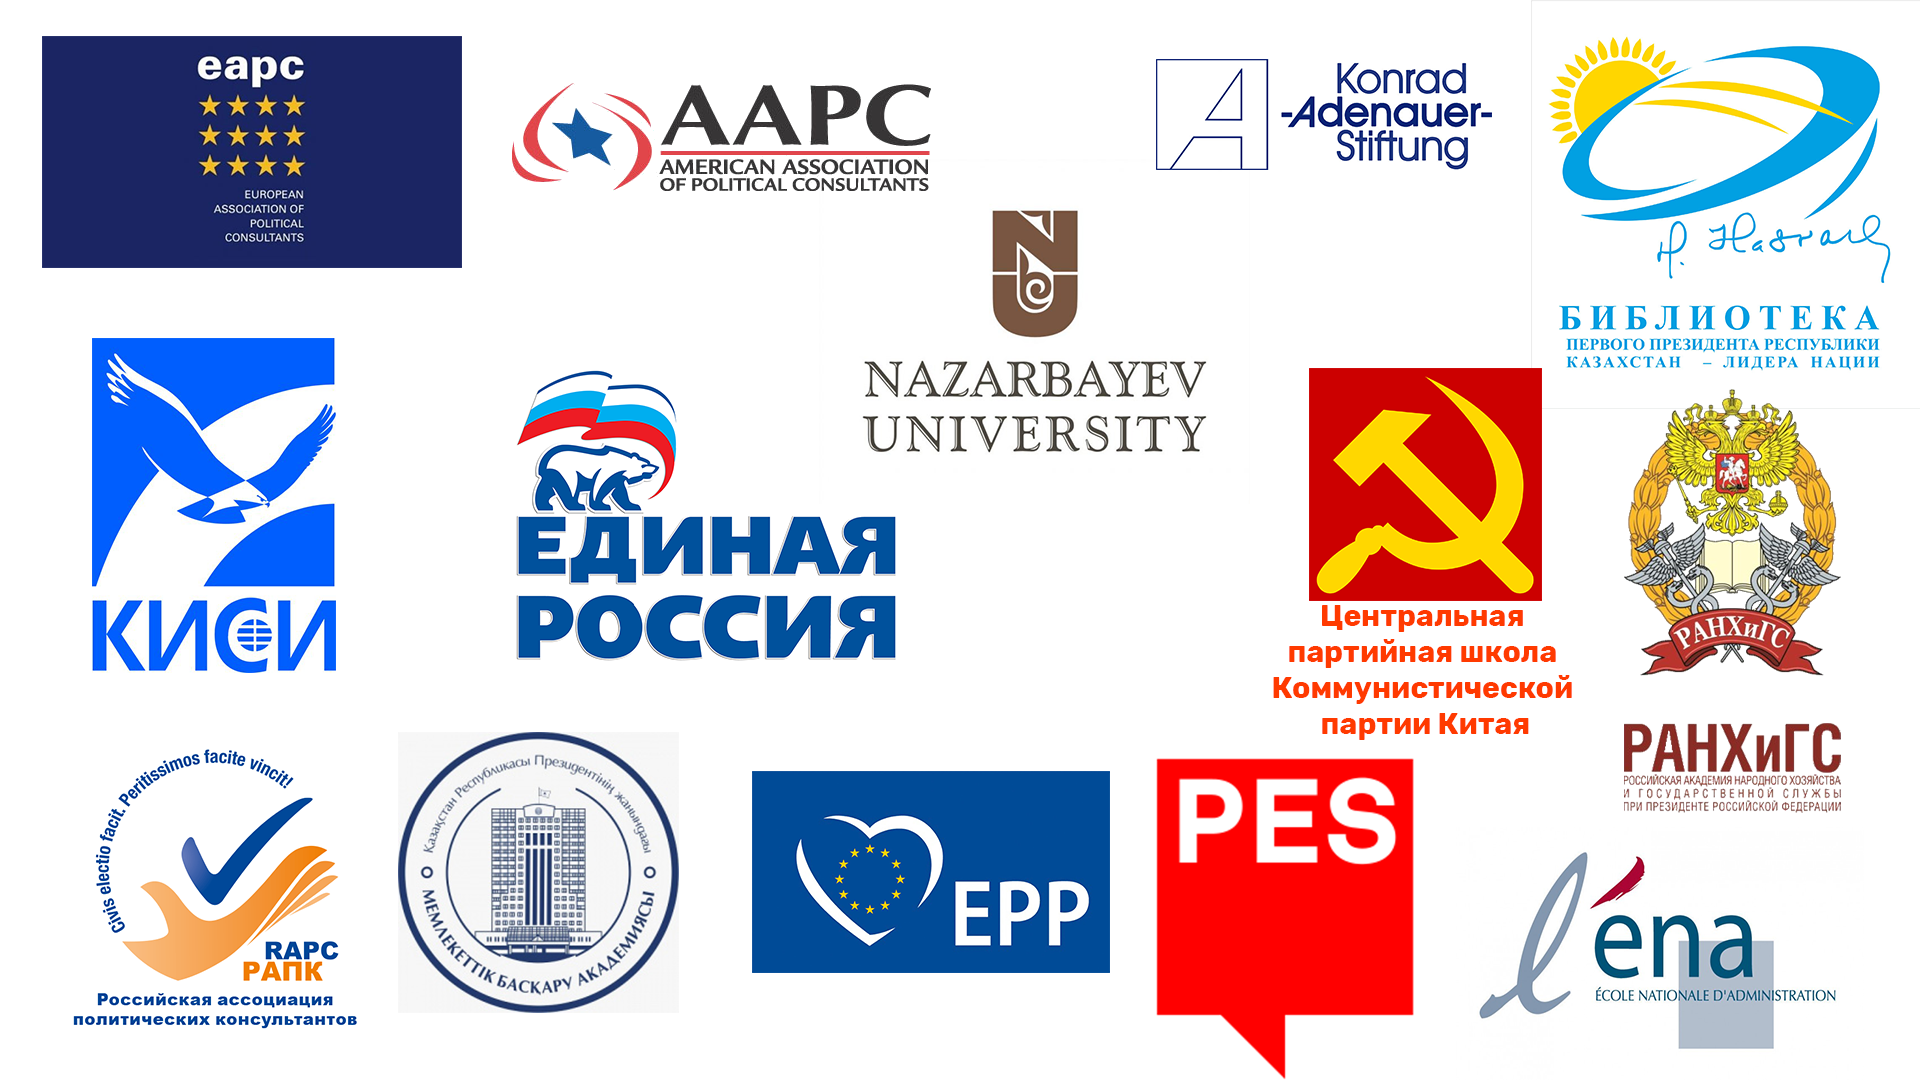 eapc
EUROPEAN
ASSOCIATION OF
POLITICAL
CONSULTANTS
AAPC
AMERICAN ASSOCIATION
OF POLITICAL CONSULTANTS
A
Konrad
-Adenauer-
Stiftung
Н. Назарбаев
БИБЛИОТЕКА
ПЕРВОГО ПРЕЗИДЕНТА РЕСПУБЛИКИ
КАЗАХСТАН – ЛИДЕРА НАЦИИ
NAZARBAYEV
UNIVERSITY
КИСИ
ЕДИНАЯ
РОССИЯ
Центральная
партийная школа
Коммунистической
партии Китая
РАНХиГС
РАНХиГС
РОССИЙСКАЯ АКАДЕМИЯ НАРОДНОГО ХОЗЯЙСТВА
И ГОСУДАРСТВЕННОЙ СЛУЖБЫ
ПРИ ПРЕЗИДЕНТЕ РОССИЙСКОЙ ФЕДЕРАЦИИ
Civis electio facit. Peritissimos facite vincit!
RAPC
РАПК
Российская ассоциация
политических консультантов
Қазақстан Республикасы Президентінің жанындағы
МЕМЛЕКЕТТІК БАСҚАРУ АКАДЕМИЯСЫ
EPP
PES
l'éna
ÉCOLE NATIONALE D'ADMINISTRATION